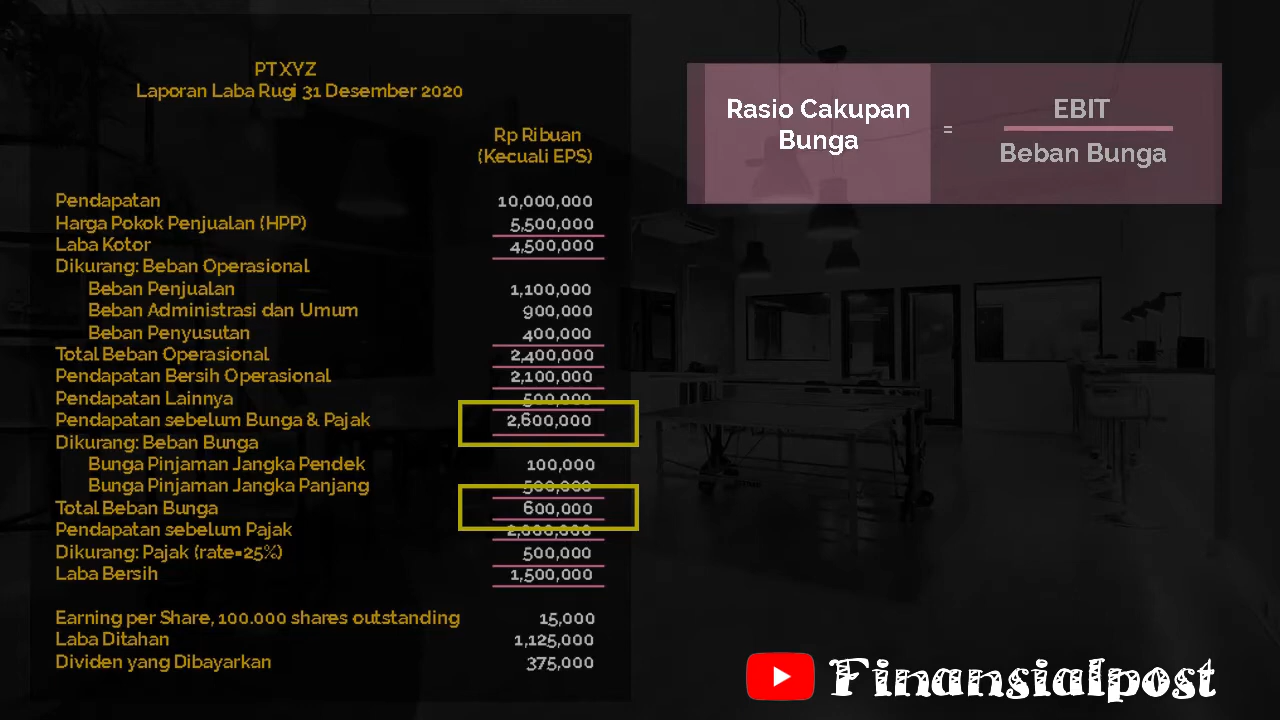 PT XYZ
Laporan Laba Rugi 31 Desember 2020
Rp Ribuan
(Kecuali EPS)
Pendapatan 10,000,000
Harga Pokok Penjualan (HPP) 5,500,000
Laba Kotor 4,500,000
Dikurang: Beban Operasional
Beban Penjualan 1,100,000
Beban Administrasi dan Umum 900,000
Beban Penyusutan 400,000
Total Beban Operasional 2,400,000
Pendapatan Bersih Operasional 2,100,000
Pendapatan Lainnya 500,000
Pendapatan sebelum Bunga & Pajak 2,600,000
Dikurang: Beban Bunga
Bunga Pinjaman Jangka Pendek 100,000
Bunga Pinjaman Jangka Panjang 500,000
Total Beban Bunga 600,000
Pendapatan sebelum Pajak 2,000,000
Dikurang: Pajak (rate=25%) 500,000
Laba Bersih 1,500,000
Earning per Share, 100.000 shares outstanding 15,000
Laba Ditahan 1,125,000
Dividen yang Dibayarkan 375,000
Rasio Cakupan
Bunga
=
EBIT
Beban Bunga
Finansialpost